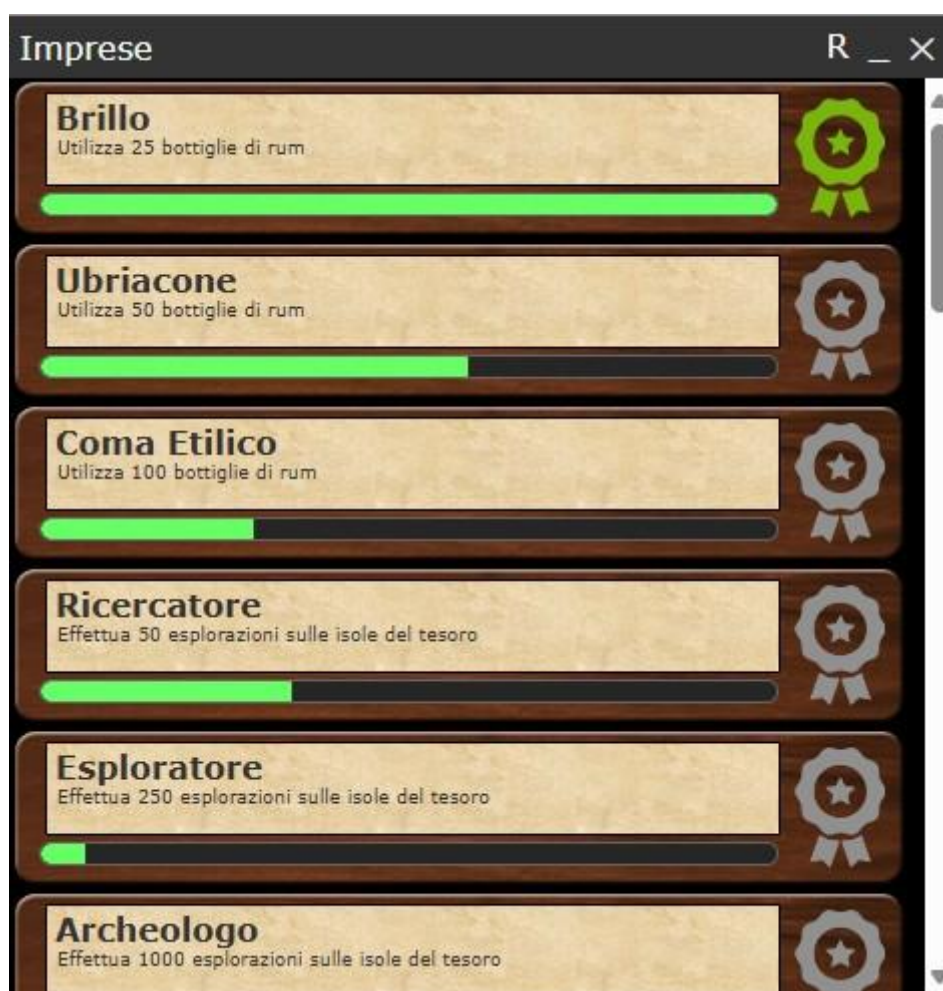 Imprese R _ ×
Brillo
Utilizza 25 bottiglie di rum
Ubriacone
Utilizza 50 bottiglie di rum
Coma Etilico
Utilizza 100 bottiglie di rum
Ricercatore
Effettua 50 esplorazioni sulle isole del tesoro
Esploratore
Effettua 250 esplorazioni sulle isole del tesoro
Archeologo
Effettua 1000 esplorazioni sulle isole del tesoro